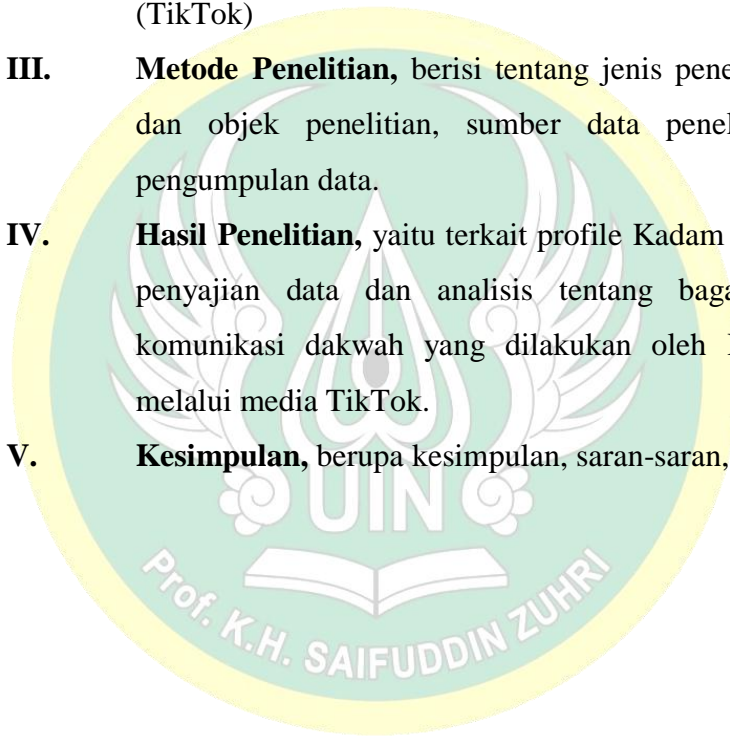 (TikTok)
III. Metode Penelitian, berisi tentang jenis pene
dan objek penelitian, sumber data pene
pengumpulan data.
IV. Hasil Penelitian, yaitu terkait profile Kadam
penyajian data dan analisis tentang baga
komunikasi dakwah yang dilakukan oleh
melalui media TikTok.
V. Kesimpulan, berupa kesimpulan, saran-saran,
UIN
Prof. K.H. SAIFUDDIN ZUHRI